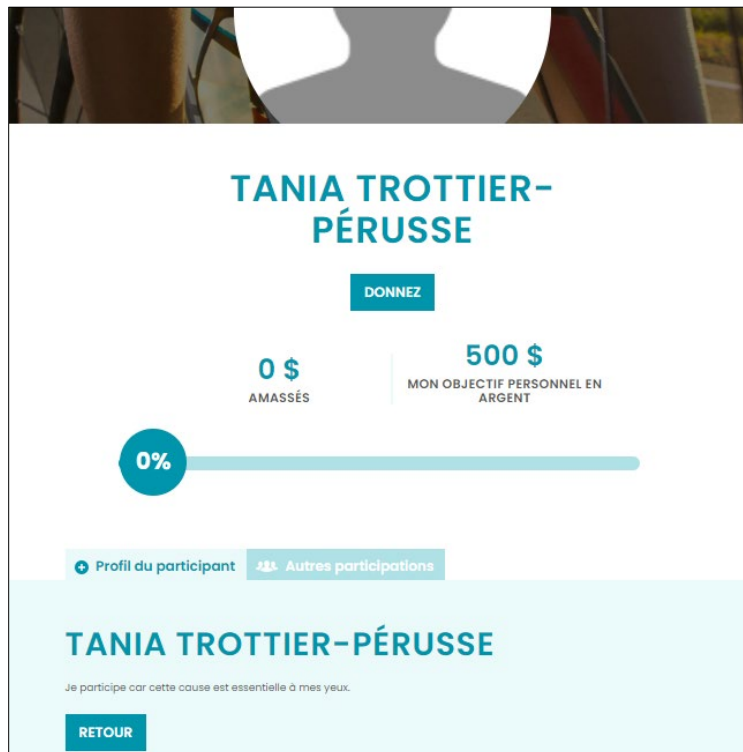 TANIA TROTTIER-
PÉRUSSE
DONNEZ
0 $
AMASSÉS
500 $
MON OBJECTIF PERSONNEL EN
ARGENT
0%
Profil du participant
Autres participations
TANIA TROTTIER-PÉRUSSE
Je participe car cette cause est essentielle à mes yeux.
RETOUR